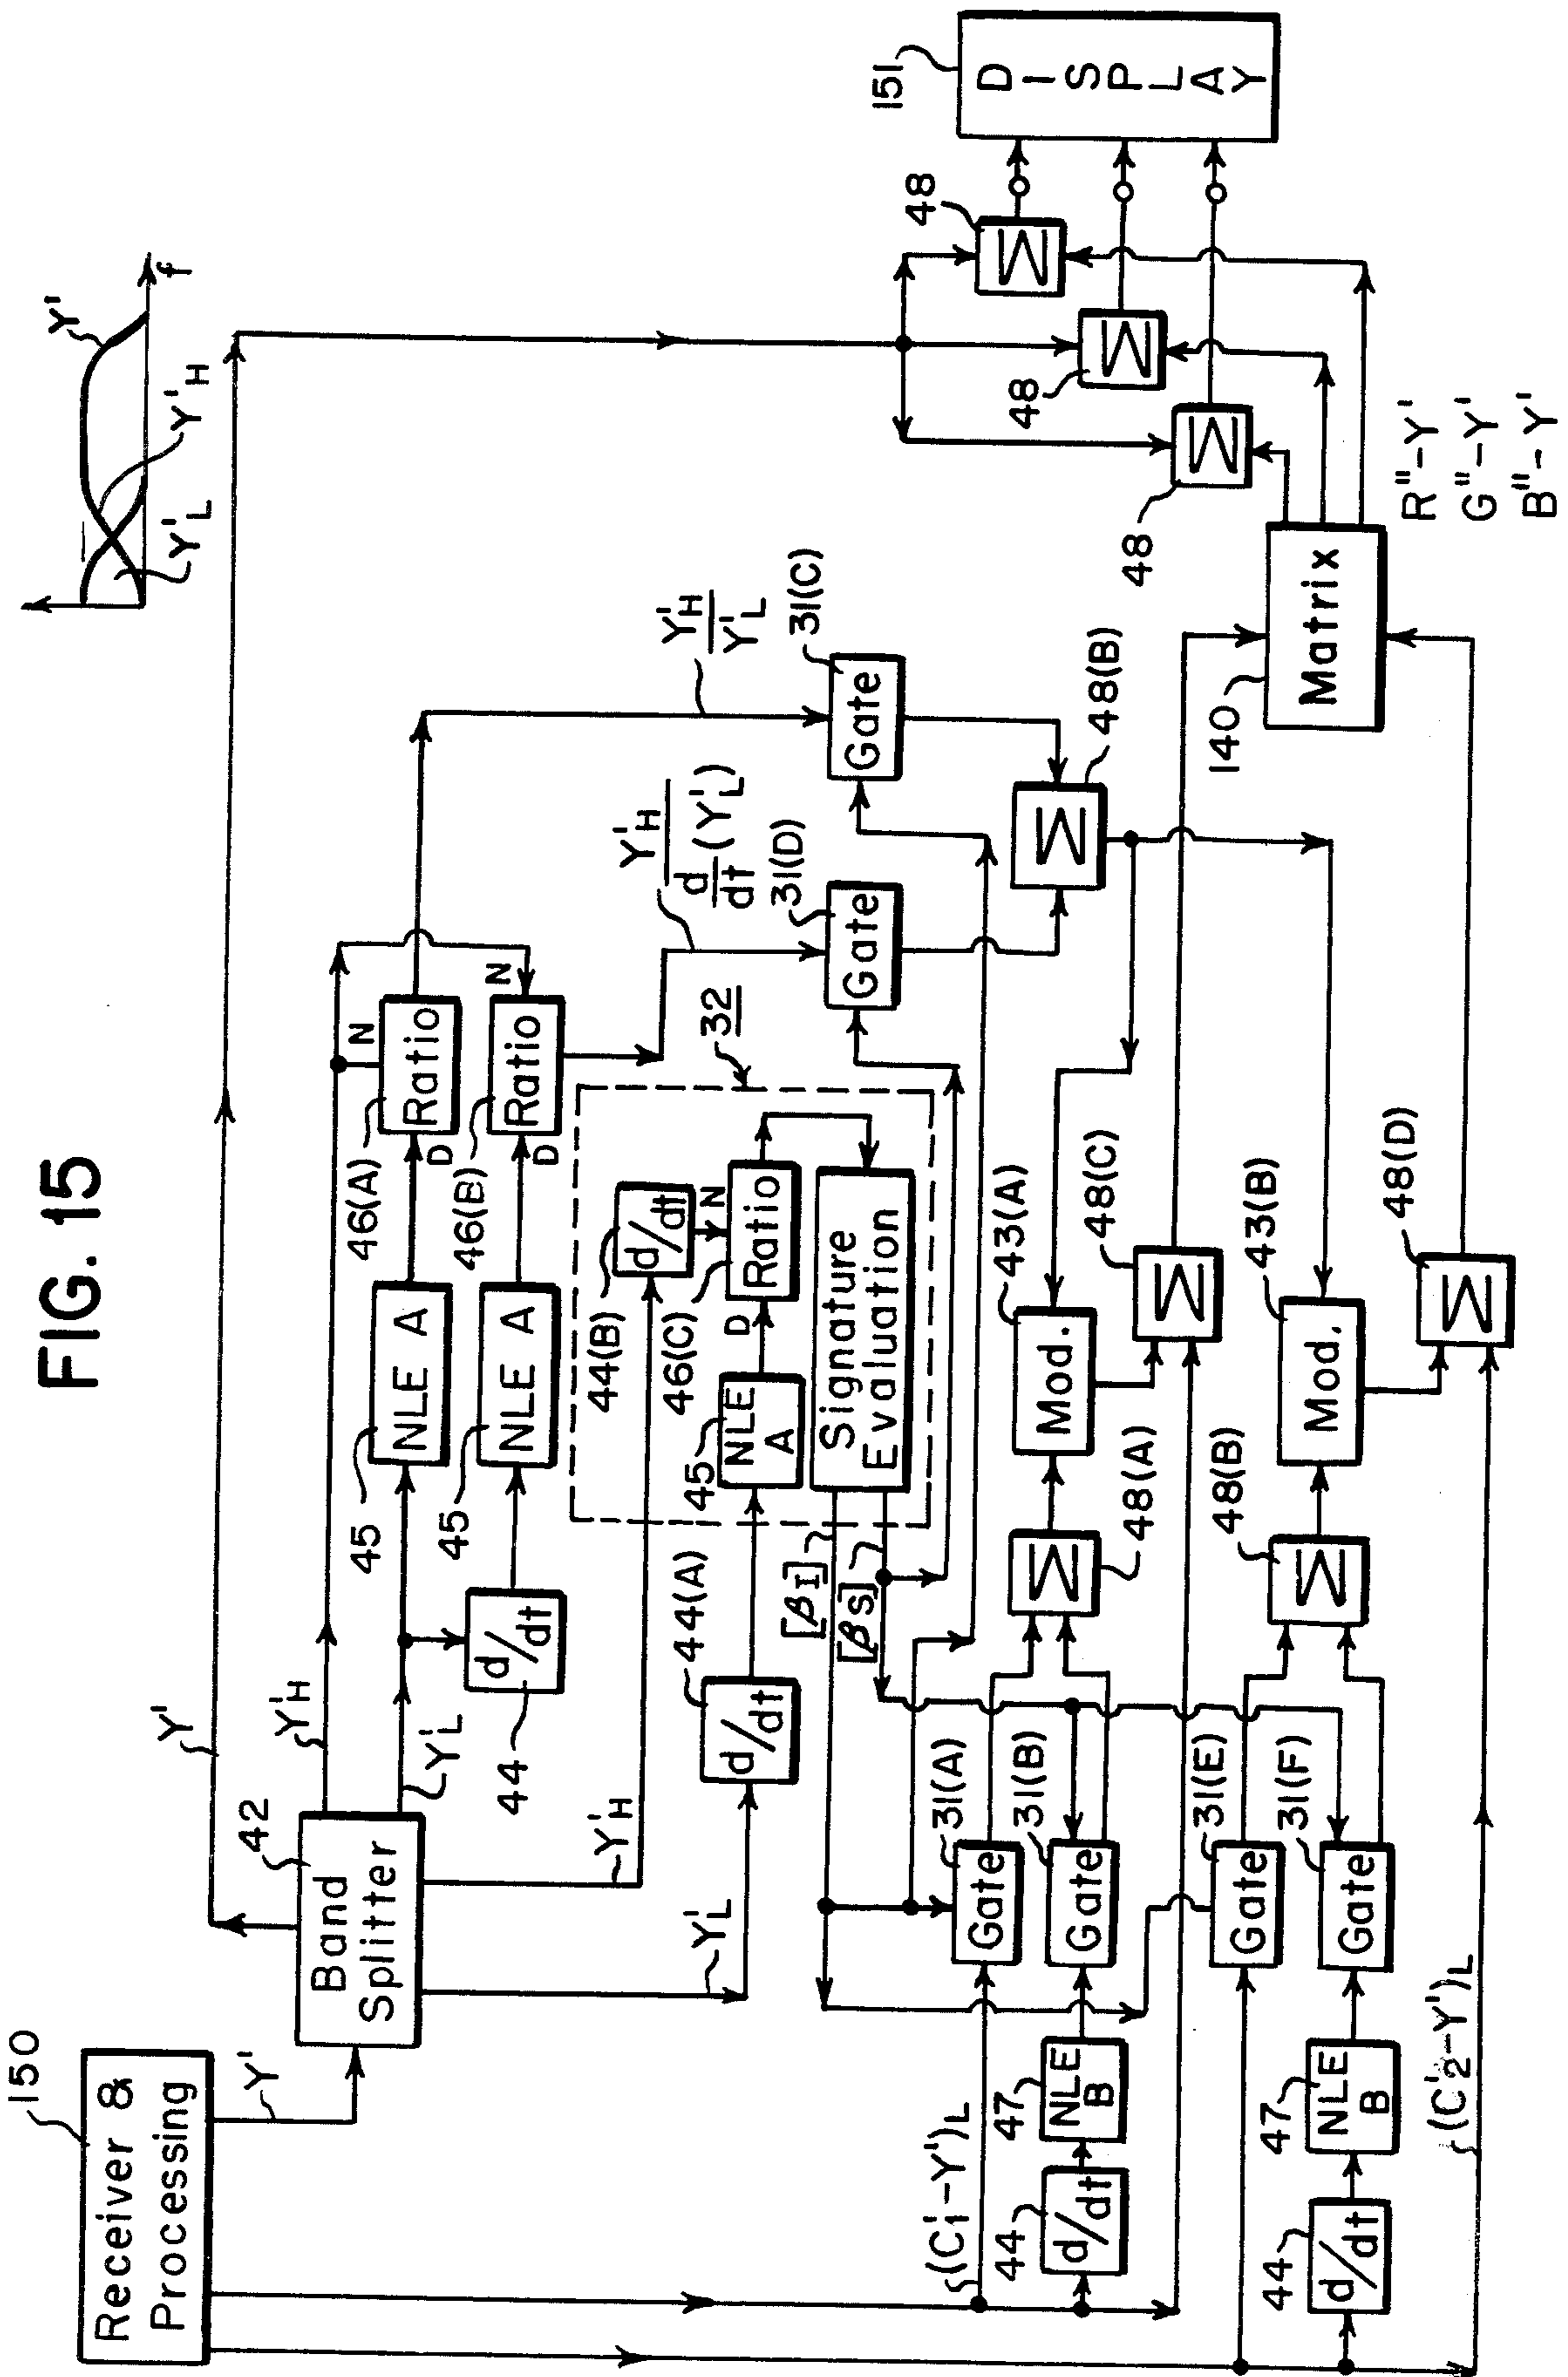 FIG. 15
150
Receiver &
Processing
Y'
42
Band
Splitter
Y'
Y'H
Y'L
Y'H
Y'L
45
NLE A
45
NLE A
44
d/dt
46(A)
Ratio
N
D
46(B)
Ratio
N
D
Y'
Y'H
Y'L
f
Y'H
Y'L
Y'H
d
dt
(Y'L)
31(C)
Gate
31(D)
Gate
32
44(B)
d/dt
46(C)
N
Ratio
D
45
NLE
A
Signature
Evaluation
44(A)
d/dt
[βI]
[βS]
31(A)
Gate
31(B)
Gate
31(E)
Gate
31(F)
Gate
(C'1-Y')L
44
d/dt
47
NLE
B
44
d/dt
47
NLE
B
(C'2-Y')L
Σ
48(A)
Σ
48(B)
43(A)
Mod.
43(B)
Mod.
48(C)
Σ
48(D)
Σ
48(B)
Σ
140
Matrix
R"-Y'
G"-Y'
B"-Y'
48
Σ
48
Σ
48
Σ
151
DISPLAY